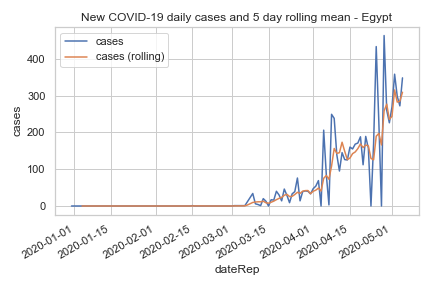 New COVID-19 daily cases and 5 day rolling mean - Egypt
cases
cases (rolling)
400
300
200
100
0
cases
2020-01-01
2020-01-15
2020-02-01
2020-02-15
2020-03-01
2020-03-15
2020-04-01
2020-04-15
2020-05-01
dateRep